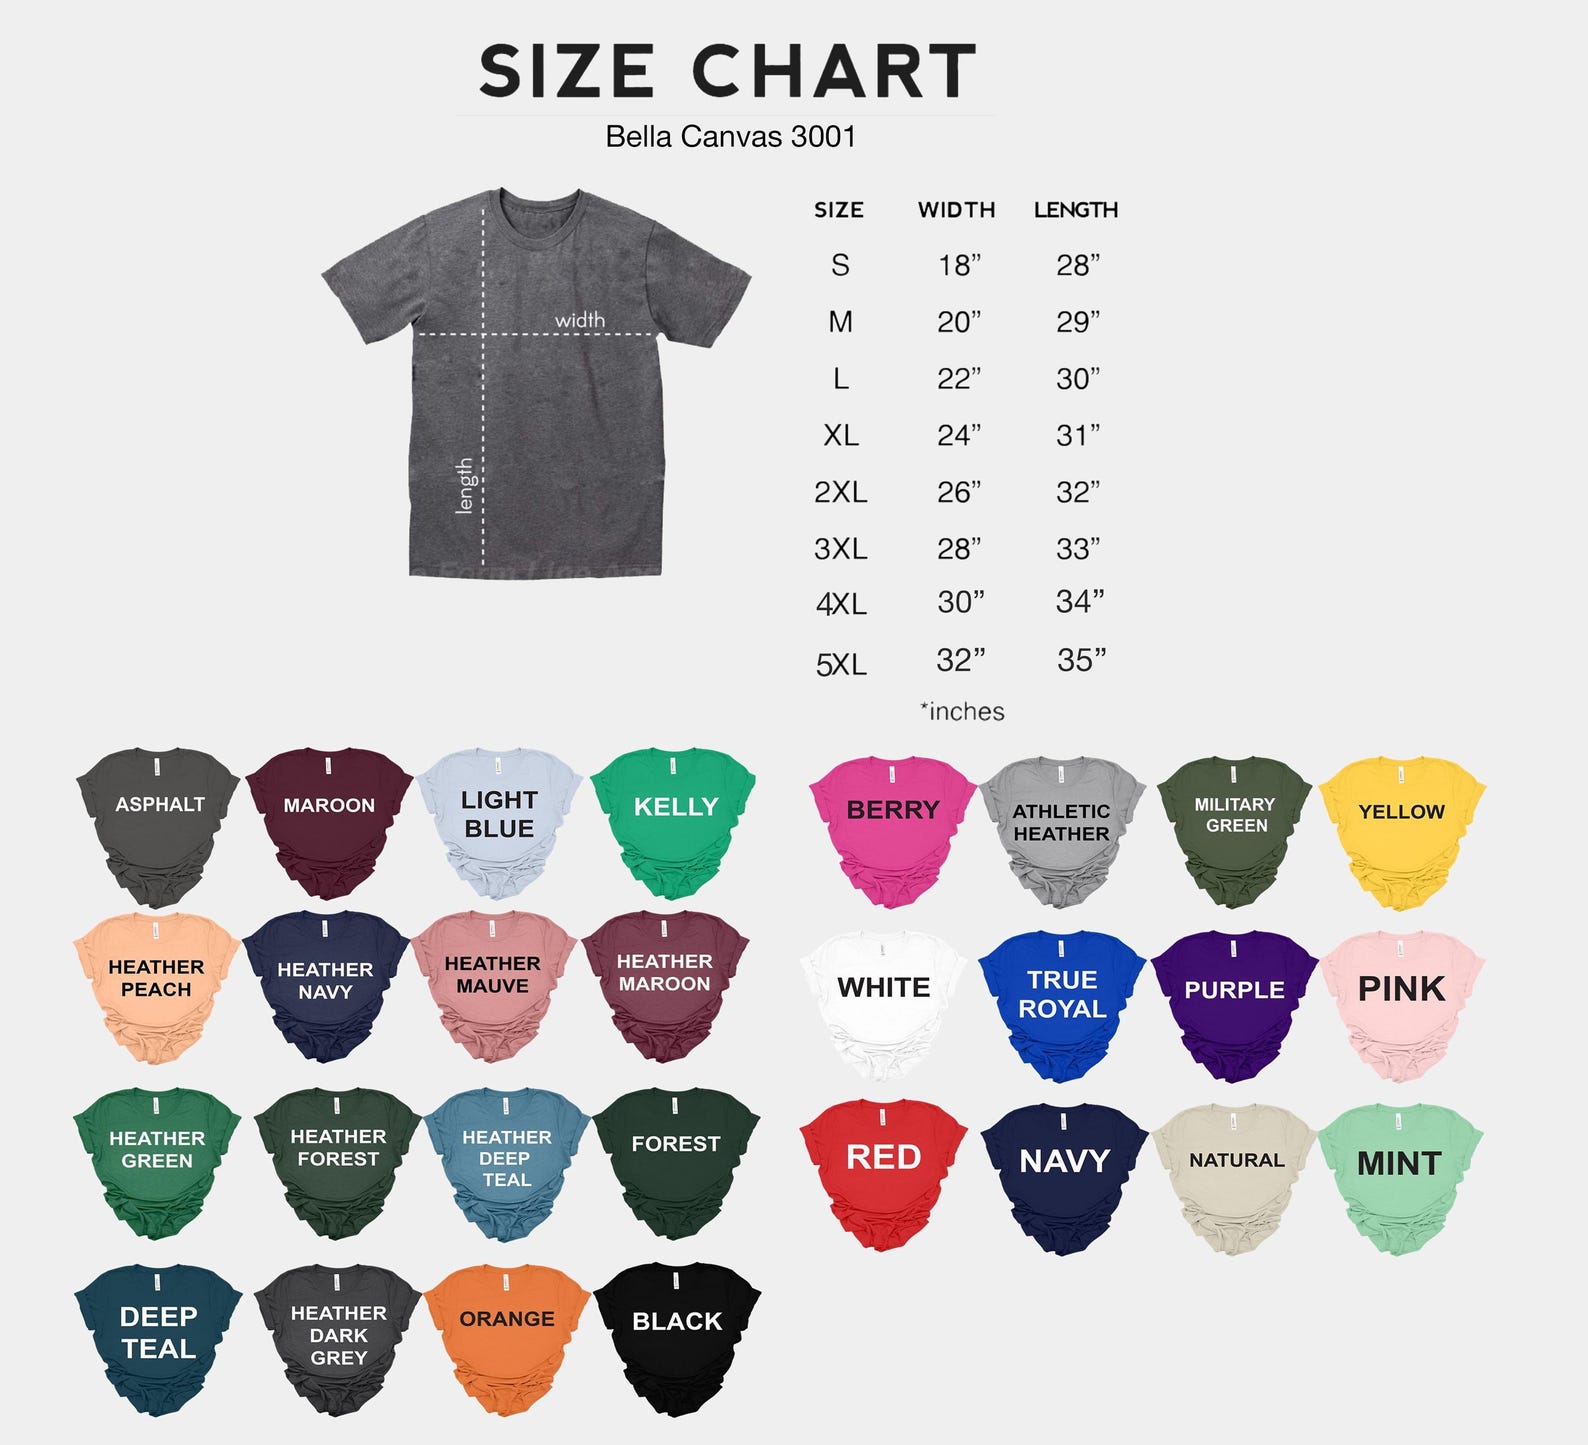 SIZE CHART
Bella Canvas 3001
width
length
SIZE WIDTH LENGTH
S 18” 28”
M 20” 29”
L 22” 30”
XL 24” 31”
2XL 26” 32”
3XL 28” 33”
4XL 30” 34”
5XL 32” 35”
*inches
ASPHALT
MAROON
LIGHT
BLUE
KELLY
BERRY
ATHLETIC
HEATHER
MILITARY
GREEN
YELLOW
HEATHER
PEACH
HEATHER
NAVY
HEATHER
MAUVE
HEATHER
MAROON
WHITE
TRUE
ROYAL
PURPLE
PINK
HEATHER
GREEN
HEATHER
FOREST
HEATHER
DEEP
TEAL
FOREST
RED
NAVY
NATURAL
MINT
DEEP
TEAL
HEATHER
DARK
GREY
ORANGE
BLACK